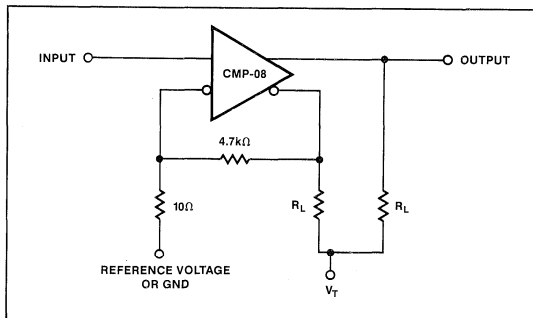 INPUT
CMP-08
OUTPUT
4.7kΩ
10Ω
RL
RL
REFERENCE VOLTAGE
OR GND
VT